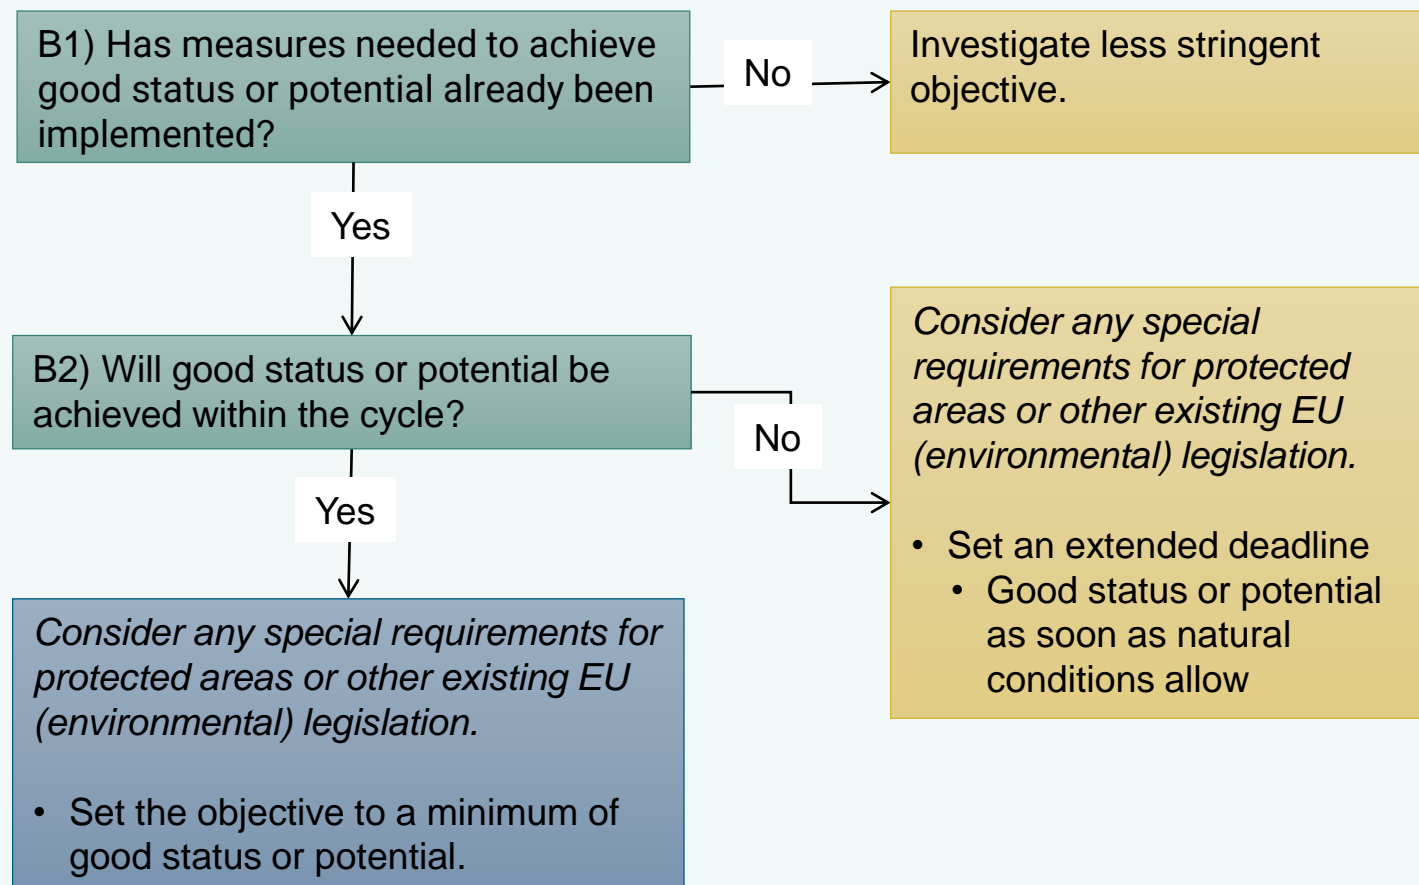 B1) Has measures needed to achieve
good status or potential already been
implemented?
No
Investigate less stringent
objective.
Yes
B2) Will good status or potential be
achieved within the cycle?
No
Consider any special
requirements for protected
areas or other existing EU
(environmental) legislation.
• Set an extended deadline
• Good status or potential
as soon as natural
conditions allow
Yes
Consider any special requirements for
protected areas or other existing EU
(environmental) legislation.
• Set the objective to a minimum of
good status or potential.